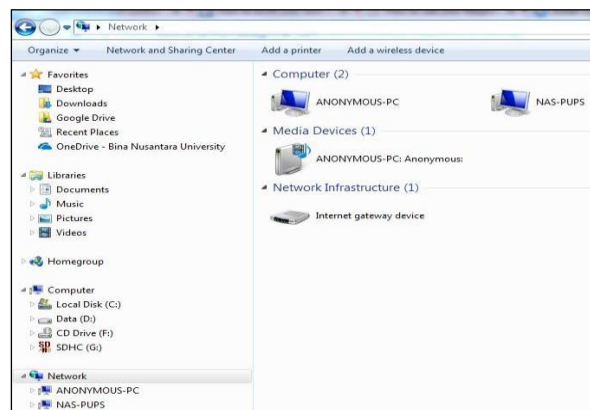 Network
Organize
Network and Sharing Center
Add a printer
Add a wireless device
Favorites
Desktop
Downloads
Google Drive
Recent Places
OneDrive - Bina Nusantara University
Libraries
Documents
Music
Pictures
Videos
Homegroup
Computer
Local Disk (C:)
Data (D:)
CD Drive (F:)
SDHC (G:)
Network
ANONYMOUS-PC
NAS-PUPS
Computer (2)
ANONYMOUS-PC
NAS-PUPS
Media Devices (1)
ANONYMOUS-PC: Anonymous:
Network Infrastructure (1)
Internet gateway device